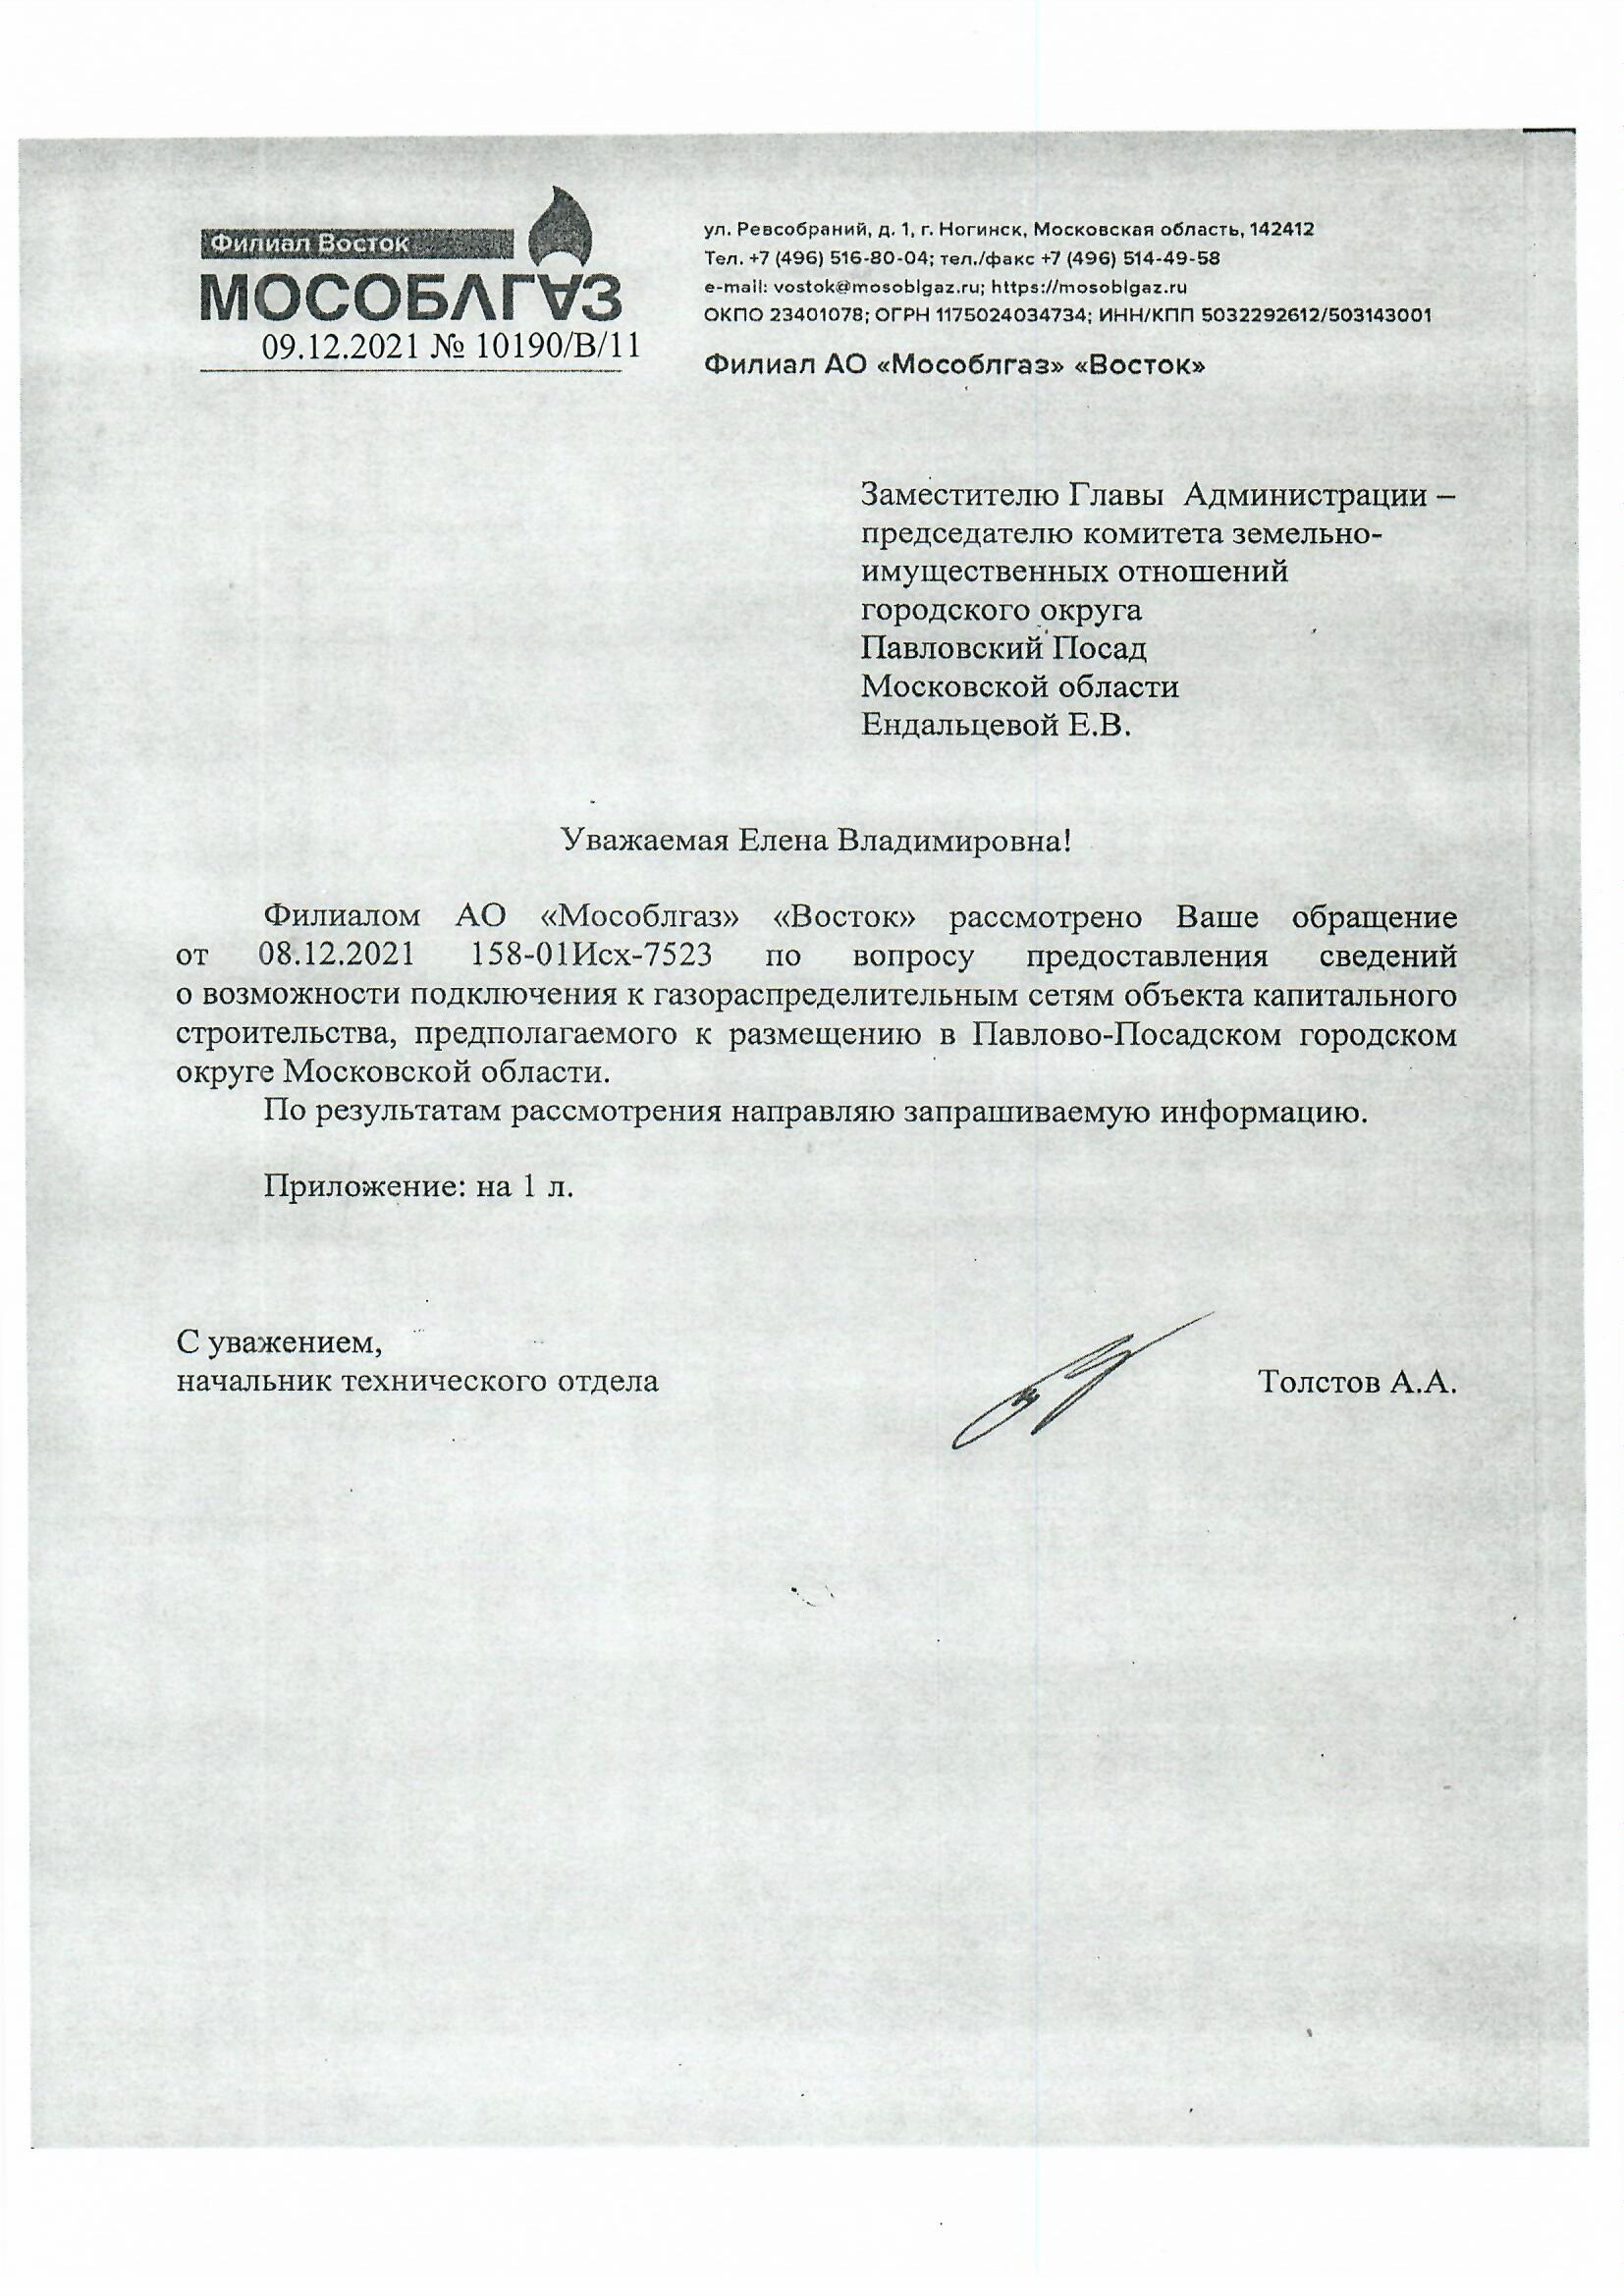 Филиал Восток
МОСОБЛГАЗ
09.12.2021 № 10190/В/11
ул. Ревсобраний, д. 1, г. Ногинск, Московская область, 142412
Тел. +7 (496) 516-80-04; тел./факс +7 (496) 514-49-58
e-mail: vostok@mosoblgaz.ru; https://mosoblgaz.ru
ОКПО 23401078; ОГРН 1175024034734; ИНН/КПП 5032292612/503143001
Филиал АО «Мособлгаз» «Восток»
Заместителю Главы Администрации –
председателю комитета земельно-
имущественных отношений
городского округа
Павловский Посад
Московской области
Ендальцевой Е.В.
Уважаемая Елена Владимировна!
Филиалом АО «Мособлгаз» «Восток» рассмотрено Ваше обращение
от 08.12.2021 158-01Исх-7523 по вопросу предоставления сведений
о возможности подключения к газораспределительным сетям объекта капитального
строительства, предполагаемого к размещению в Павлово-Посадском городском
округе Московской области.
По результатам рассмотрения направляю запрашиваемую информацию.
Приложение: на 1 л.
С уважением,
начальник технического отдела
Толстов А.А.